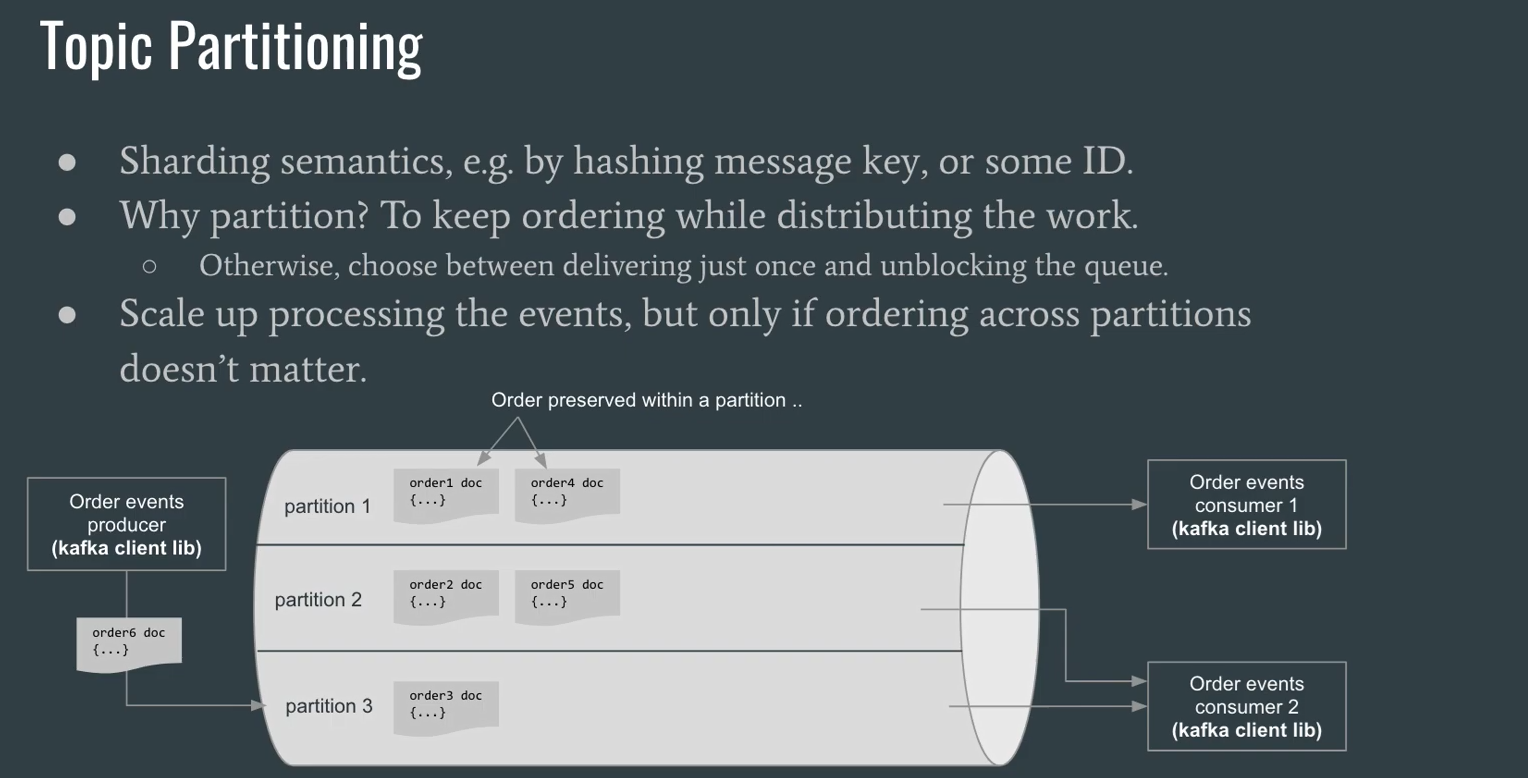 Topic Partitioning
● Sharding semantics, e.g. by hashing message key, or some ID.
● Why partition? To keep ordering while distributing the work.
○ Otherwise, choose between delivering just once and unblocking the queue.
● Scale up processing the events, but only if ordering across partitions
doesn’t matter.
Order preserved within a partition ..
Order events
producer
(kafka client lib)
order6 doc
{...}
partition 1
order1 doc
{...}
order4 doc
{...}
partition 2
order2 doc
{...}
order5 doc
{...}
partition 3
order3 doc
{...}
Order events
consumer 1
(kafka client lib)
Order events
consumer 2
(kafka client lib)